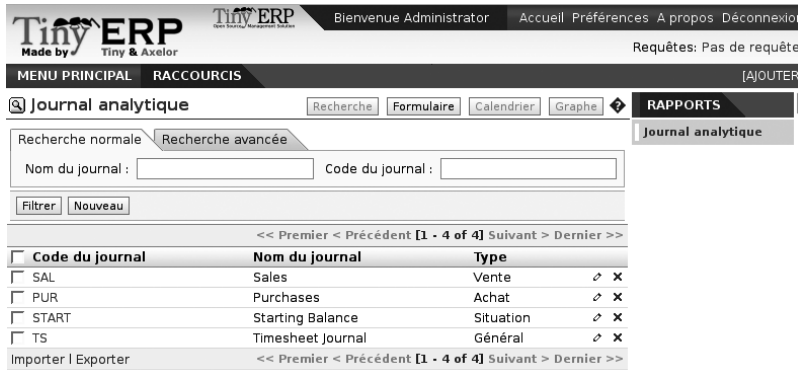 Tiny ERP
Made by Tiny & Axelor
Tiny ERP
Open Source Management Solution
Bienvenue Administrator
Accueil Préférences A propos Déconnexion
Requêtes: Pas de requête
MENU PRINCIPAL RACCOURCIS
[AJOUTER
Journal analytique
Recherche Formulaire Calendrier Graphe ?
RAPPORTS
Journal analytique
Recherche normale Recherche avancée
Nom du journal : Code du journal :
Filtrer Nouveau
<< Premier < Précédent [1 - 4 of 4] Suivant > Dernier >>
Code du journal Nom du journal Type
SAL Sales Vente
PUR Purchases Achat
START Starting Balance Situation
TS Timesheet Journal Général
Importer | Exporter << Premier < Précédent [1 - 4 of 4] Suivant > Dernier >>